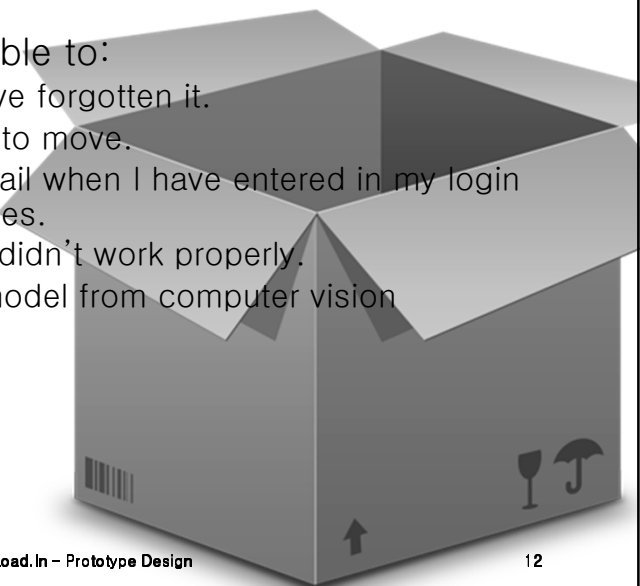 ble to:
ve forgotten it.
to move.
ail when I have entered in my login
es.
didn't work properly.
nodel from computer vision
oad.In – Prototype Design
12